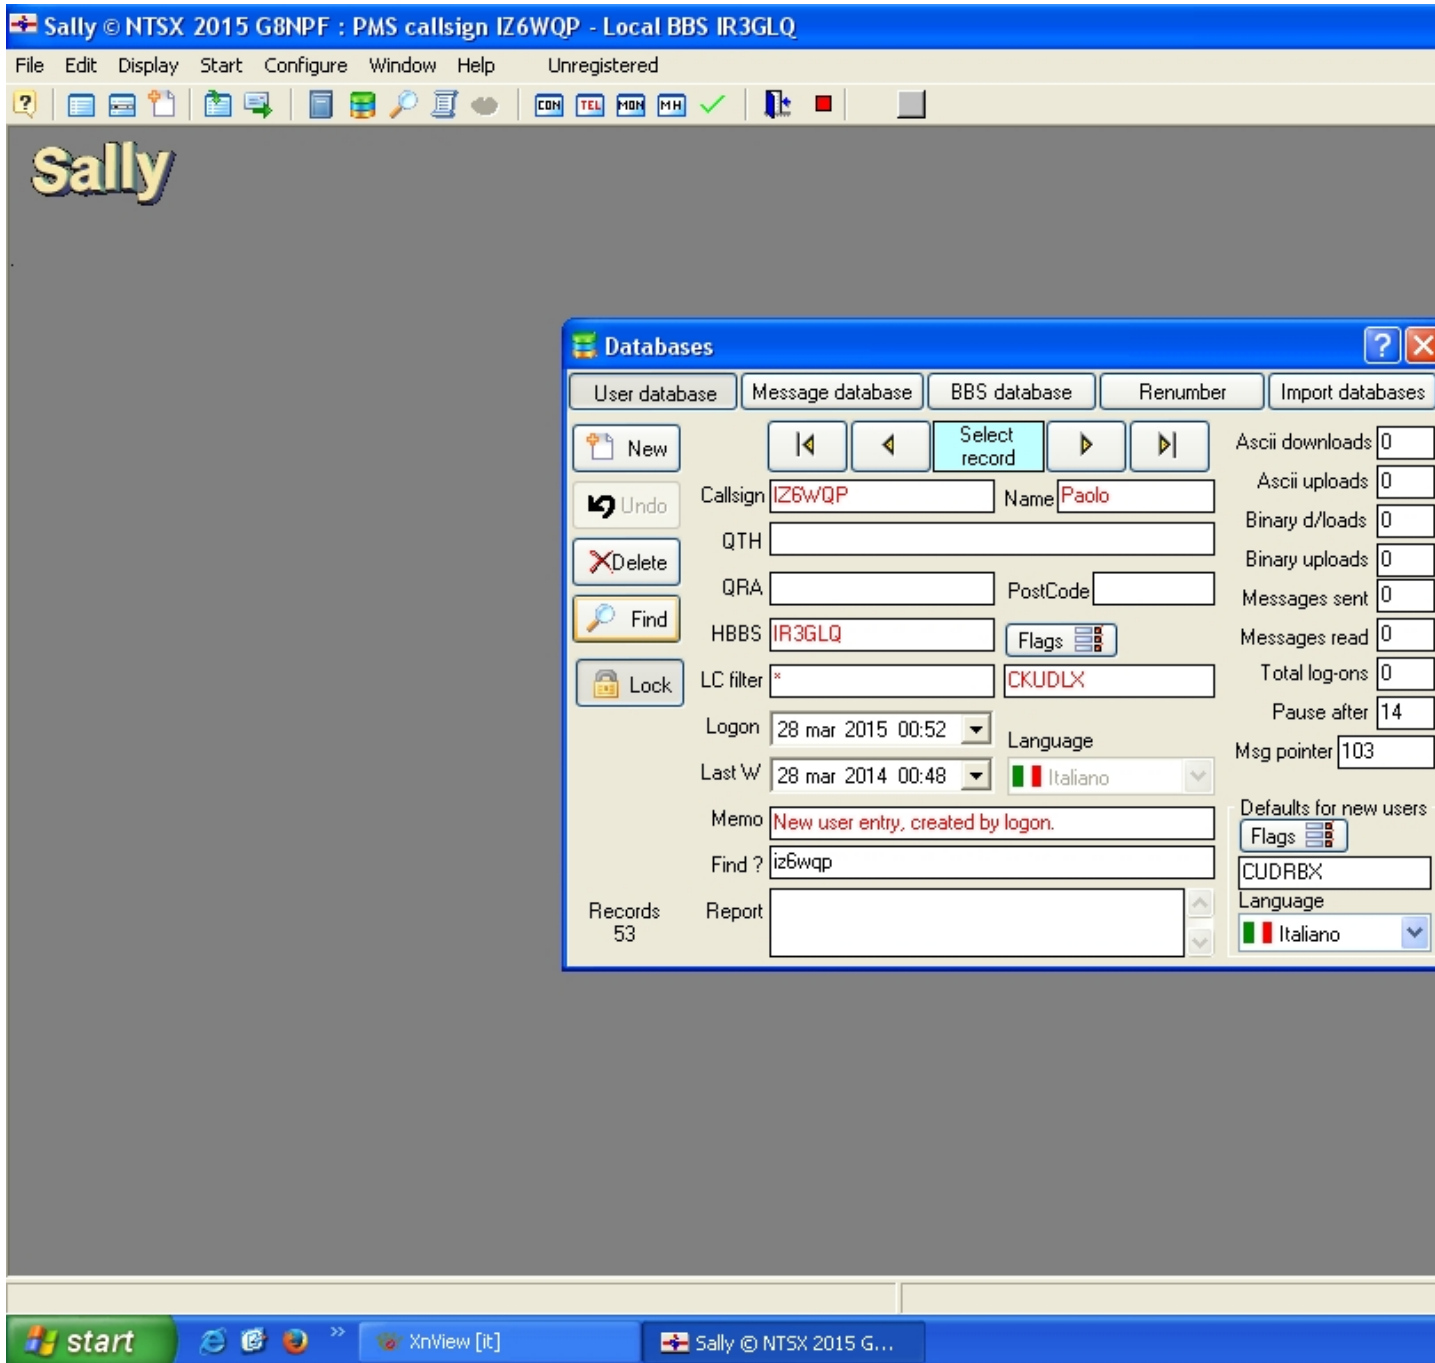 Sally © NTSX 2015 G8NPF : PMS callsign IZ6WQP - Local BBS IR3GLQ
File Edit Display Start Configure Window Help Unregistered
? CON TEL MON MH
Sally
Databases ?
User database Message database BBS database Renumber Import databases
New Select record Ascii downloads 0
Undo Callsign IZ6WQP Name Paolo Ascii uploads 0
QTH Binary d/loads 0
Delete Binary uploads 0
QRA PostCode Messages sent 0
Find HBBS IR3GLQ Flags Messages read 0
Lock LC filter * CKUDLX Total log-ons 0
Logon 28 mar 2015 00:52 Language Pause after 14
Last W 28 mar 2014 00:48 Italiano Msg pointer 103
Memo New user entry, created by logon. Defaults for new users
Flags
Find ? iz6wqp CUDRBX
Records 53 Report Language
Italiano
start XnView [it] Sally © NTSX 2015 G...